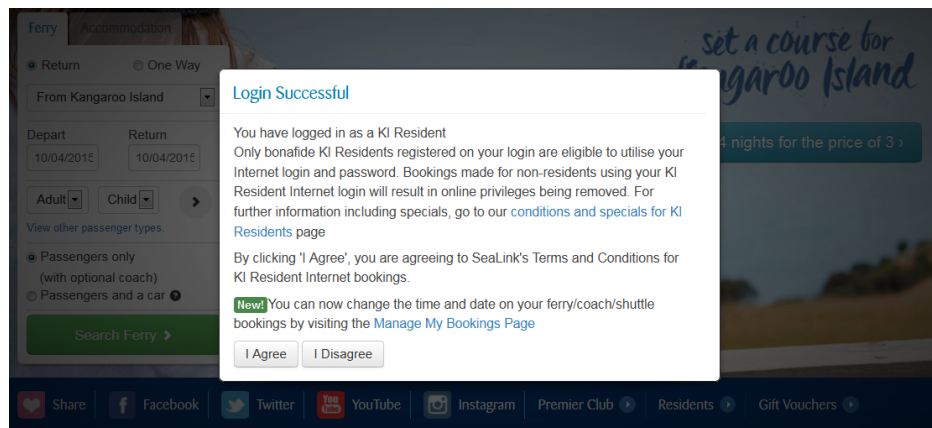 Ferry
Accommodation
Return
One Way
From Kangaroo Island
Depart
Return
10/04/2015
10/04/2015
Adult
Child
View other passenger types.
Passengers only
(with optional coach)
Passengers and a car
Search Ferry
set a course for
Kangaroo Island
4 nights for the price of 3
Login Successful
You have logged in as a KI Resident
Only bonafide KI Residents registered on your login are eligible to utilise your
Internet login and password. Bookings made for non-residents using your KI
Resident Internet login will result in online privileges being removed. For
further information including specials, go to our conditions and specials for KI
Residents page
By clicking 'I Agree', you are agreeing to SeaLink's Terms and Conditions for
KI Resident Internet bookings.
New! You can now change the time and date on your ferry/coach/shuttle
bookings by visiting the Manage My Bookings Page
I Agree
I Disagree
Share
Facebook
Twitter
You Tube
YouTube
Instagram
Premier Club
Residents
Gift Vouchers